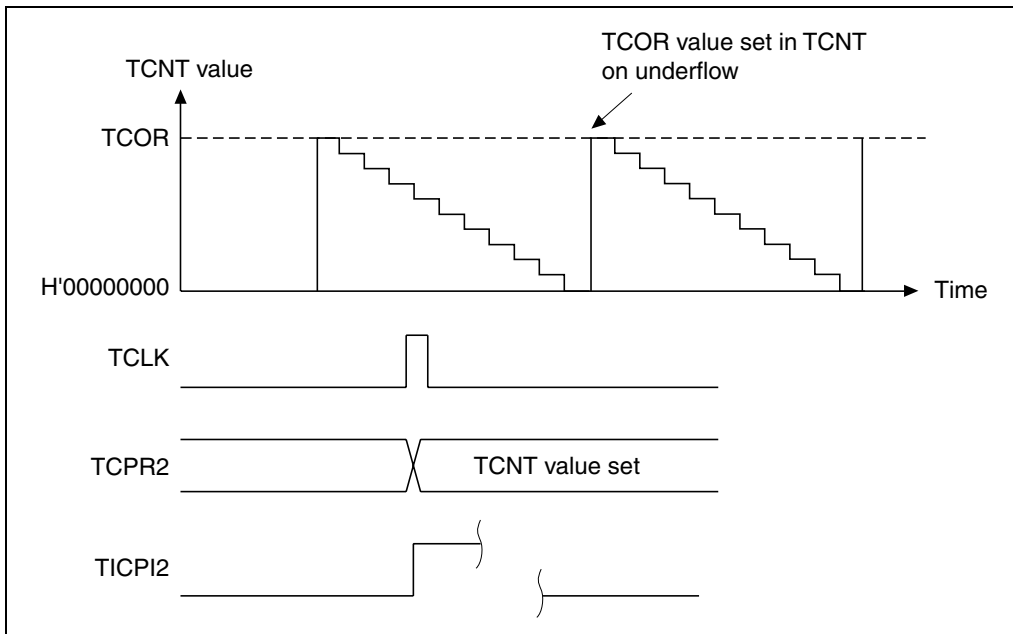 TCOR value set in TCNT
on underflow
TCNT value
TCOR
H'00000000
Time
TCLK
TCPR2
TCNT value set
TICPI2